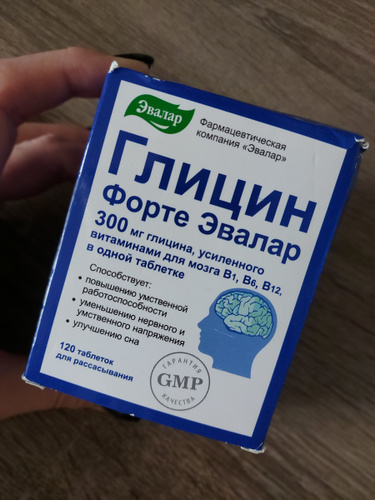 Эвалар
Фармацевтическая
компания «Эвалар»
Глицин
Форте Эвалар
300 мг глицина, усиленного
витаминами для мозга B1, B6, B12,
в одной таблетке
Способствует:
• повышению умственной
работоспособности
• уменьшению нервного и
умственного напряжения
• улучшению сна
120 таблеток
для рассасывания
ГАРАНТИЯ
GMP
КАЧЕСТВА